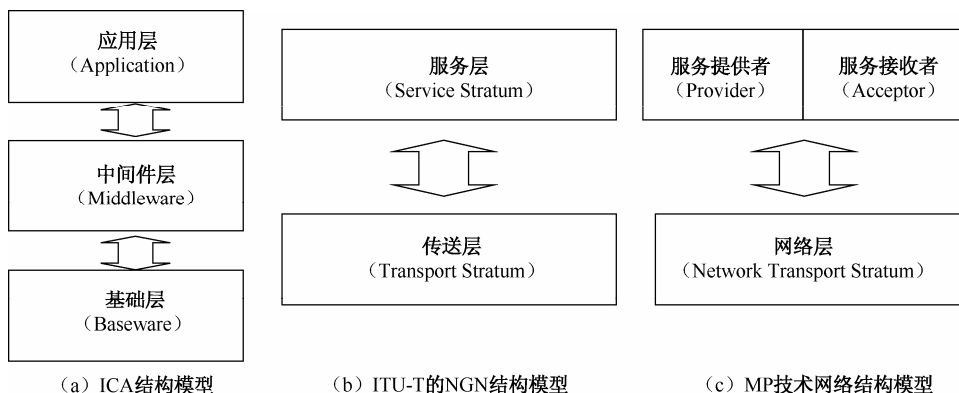 应用层
（Application）
中间件层
（Middleware）
基础层
（Baseware）
（a）ICA结构模型
服务层
（Service Stratum）
传送层
（Transport Stratum）
（b）ITU-T的NGN结构模型
服务提供者
（Provider）
服务接收者
（Acceptor）
网络层
（Network Transport Stratum）
（c）MP技术网络结构模型